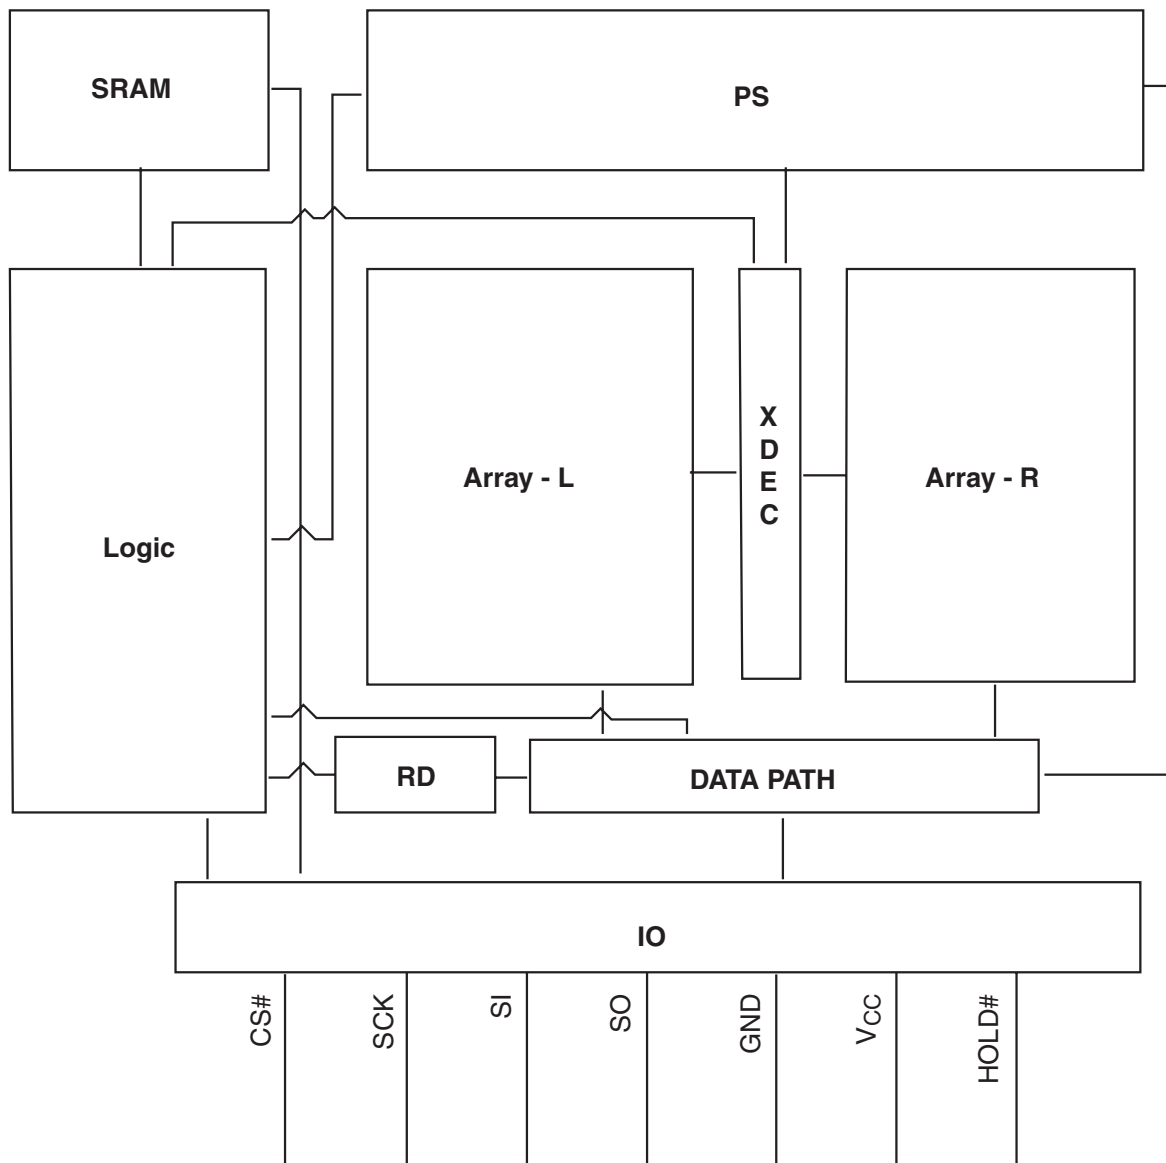 SRAM
PS
Logic
Array - L
X
D
E
C
Array - R
RD
DATA PATH
IO
CS#
SCK
SI
SO
GND
VCC
HOLD#